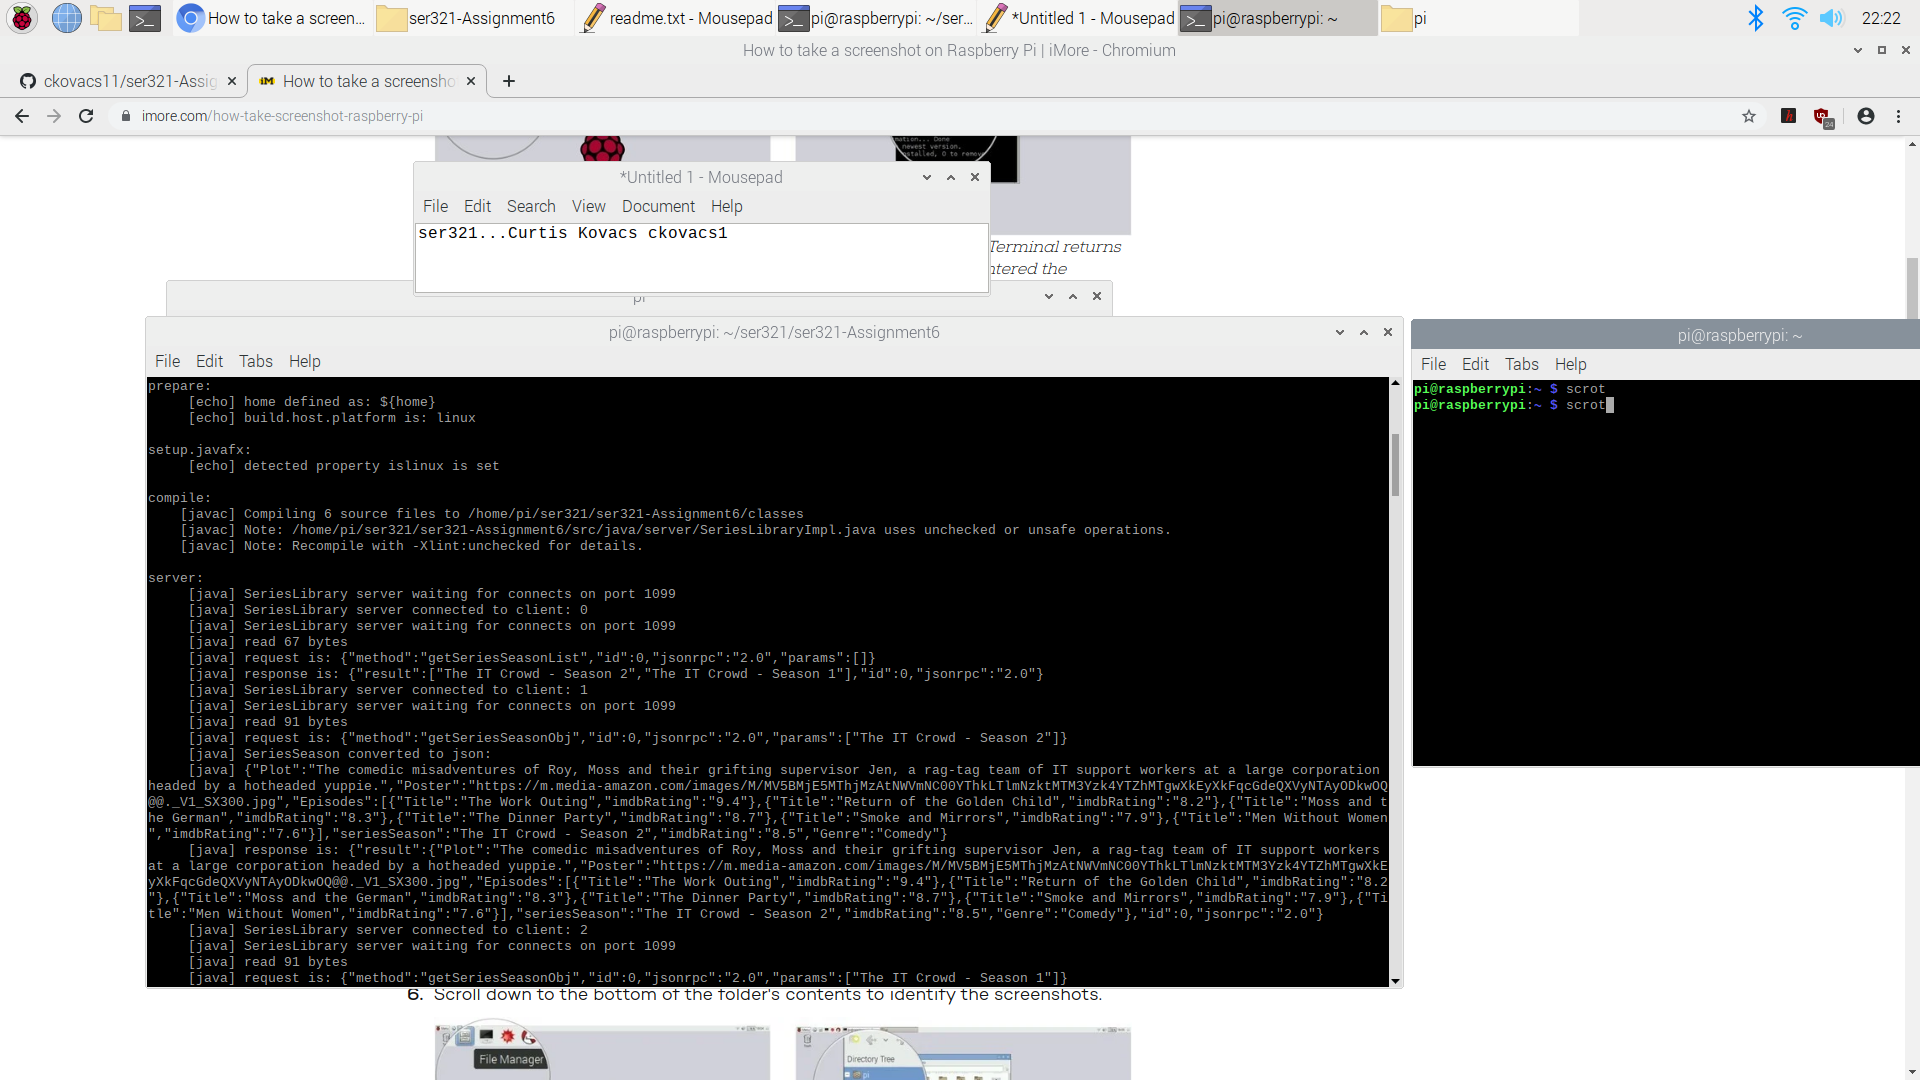 How to take a screen...
ser321-Assignment6
readme.txt - Mousepad
pi@raspberrypi: ~/ser...
*Untitled 1 - Mousepad
pi@raspberrypi: ~
pi
22:22
How to take a screenshot on Raspberry Pi | iMore - Chromium
ckovacs11/ser321-Assig
How to take a screensho
imore.com/how-take-screenshot-raspberry-pi
24
newest version.
*Untitled 1 - Mousepad
File Edit Search View Document Help
ser321...Curtis Kovacs ckovacs1
Terminal returns
ntered the
pi
pi@raspberrypi: ~/ser321/ser321-Assignment6
File Edit Tabs Help
prepare:
[echo] home defined as: ${home}
[echo] build.host.platform is: linux
setup.javafx:
[echo] detected property islinux is set
compile:
[javac] Compiling 6 source files to /home/pi/ser321/ser321-Assignment6/classes
[javac] Note: /home/pi/ser321/ser321-Assignment6/src/java/server/SeriesLibraryImpl.java uses unchecked or unsafe operations.
[javac] Note: Recompile with -Xlint:unchecked for details.
server:
[java] SeriesLibrary server waiting for connects on port 1099
[java] SeriesLibrary server connected to client: 0
[java] SeriesLibrary server waiting for connects on port 1099
[java] read 67 bytes
[java] request is: {"method":"getSeriesSeasonList","id":0,"jsonrpc":"2.0","params":[]}
[java] response is: {"result":["The IT Crowd - Season 2","The IT Crowd - Season 1"],"id":0,"jsonrpc":"2.0"}
[java] SeriesLibrary server connected to client: 1
[java] SeriesLibrary server waiting for connects on port 1099
[java] read 91 bytes
[java] request is: {"method":"getSeriesSeasonObj","id":0,"jsonrpc":"2.0","params":["The IT Crowd - Season 2"]}
[java] SeriesSeason converted to json:
[java] {"Plot":"The comedic misadventures of Roy, Moss and their grifting supervisor Jen, a rag-tag team of IT support workers at a large corporation
headed by a hotheaded yuppie.","Poster":"https://m.media-amazon.com/images/M/MV5BMjE5MThjMzAtNWVmNC00YThkLTlmNzktMTM3Yzk4YTZhMTgwXkEyXkFqcGdeQXVyNTAyODkwOQ
@@._V1_SX300.jpg","Episodes":[{"Title":"The Work Outing","imdbRating":"9.4"},{"Title":"Return of the Golden Child","imdbRating":"8.2"},{"Title":"Moss and t
he German","imdbRating":"8.3"},{"Title":"The Dinner Party","imdbRating":"8.7"},{"Title":"Smoke and Mirrors","imdbRating":"7.9"},{"Title":"Men Without Women
","imdbRating":"7.6"}],"seriesSeason":"The IT Crowd - Season 2","imdbRating":"8.5","Genre":"Comedy"}
[java] response is: {"result":{"Plot":"The comedic misadventures of Roy, Moss and their grifting supervisor Jen, a rag-tag team of IT support workers
at a large corporation headed by a hotheaded yuppie.","Poster":"https://m.media-amazon.com/images/M/MV5BMjE5MThjMzAtNWVmNC00YThkLTlmNzktMTM3Yzk4YTZhMTgwXkE
yXkFqcGdeQXVyNTAyODkwOQ@@._V1_SX300.jpg","Episodes":[{"Title":"The Work Outing","imdbRating":"9.4"},{"Title":"Return of the Golden Child","imdbRating":"8.2
"},{"Title":"Moss and the German","imdbRating":"8.3"},{"Title":"The Dinner Party","imdbRating":"8.7"},{"Title":"Smoke and Mirrors","imdbRating":"7.9"},{"Ti
tle":"Men Without Women","imdbRating":"7.6"}],"seriesSeason":"The IT Crowd - Season 2","imdbRating":"8.5","Genre":"Comedy"},"id":0,"jsonrpc":"2.0"}
[java] SeriesLibrary server connected to client: 2
[java] SeriesLibrary server waiting for connects on port 1099
[java] read 91 bytes
[java] request is: {"method":"getSeriesSeasonObj","id":0,"jsonrpc":"2.0","params":["The IT Crowd - Season 1"]}
pi@raspberrypi: ~
File Edit Tabs Help
pi@raspberrypi:~ $ scrot
pi@raspberrypi:~ $ scrot
6. Scroll down to the bottom of the folder's contents to identify the screenshots.
File Manager
Directory Tree
pi